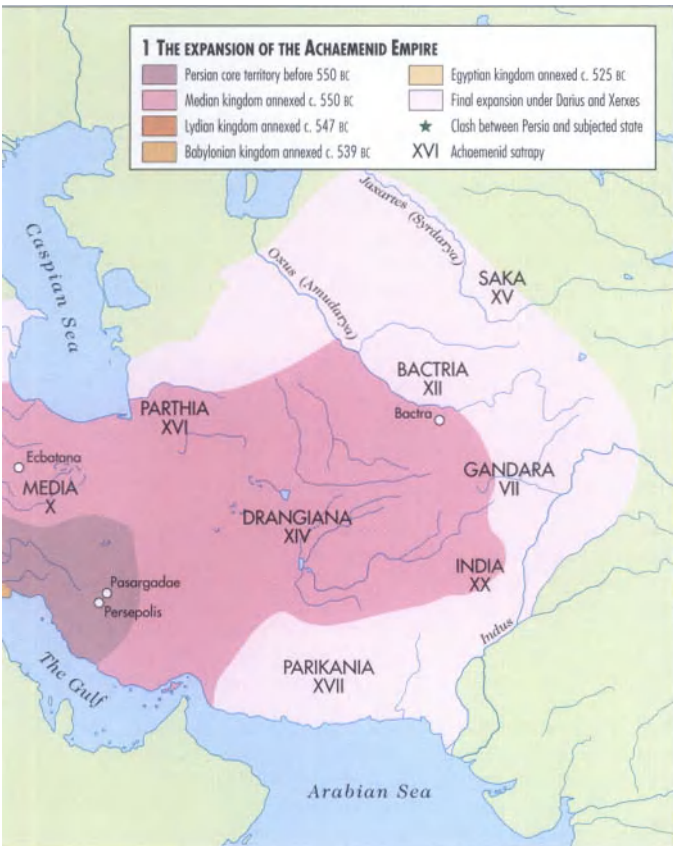 1 THE EXPANSION OF THE ACHAEMENID EMPIRE
Persian core territory before 550 BC
Median kingdom annexed c. 550 BC
Lydian kingdom annexed c. 547 BC
Babylonian kingdom annexed c. 539 BC
Egyptian kingdom annexed c. 525 BC
Final expansion under Darius and Xerxes
Clash between Persia and subjected state
XVI Achaemenid satrapy
Caspian Sea
Jaxartes (Syrdarya)
Oxus (Amudarya)
SAKA
XV
BACTRIA
XII
Bactra
PARTHIA
XVI
Ecbatana
MEDIA
X
GANDARA
VII
DRANGIANA
XIV
INDIA
XX
Pasargadae
Persepolis
Indus
PARIKANIA
XVII
The Gulf
Arabian Sea